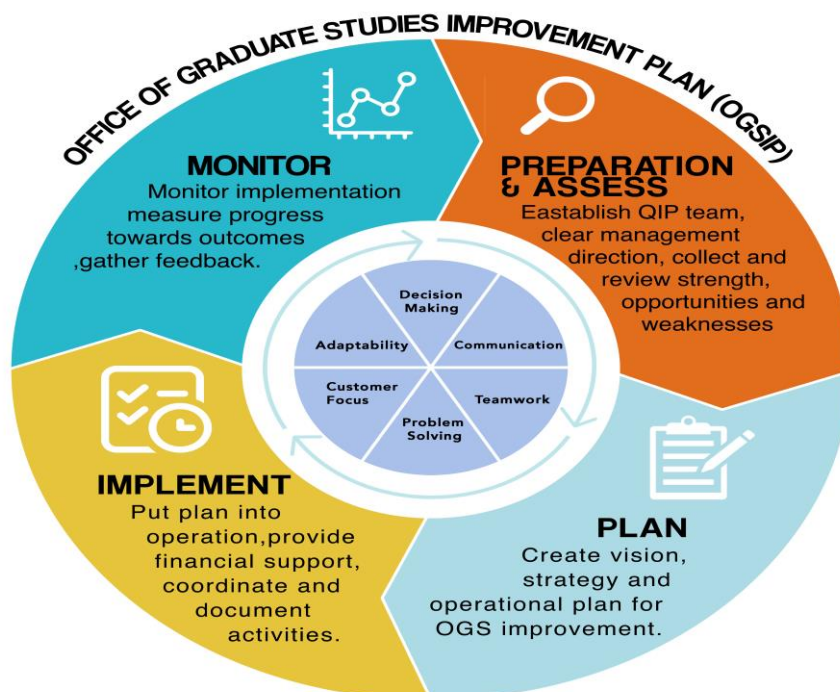 OFFICE OF GRADUATE STUDIES IMPROVEMENT PLAN (OGSIP)
MONITOR
Monitor implementation
measure progress
towards outcomes
,gather feedback.
PREPARATION
& ASSESS
Eastablish QIP team,
clear management
direction, collect and
review strength,
opportunities and
weaknesses
Decision
Making
Adaptability
Communication
Customer
Focus
Teamwork
Problem
Solving
IMPLEMENT
Put plan into
operation,provide
financial support,
coordinate and
document
activities.
PLAN
Create vision,
strategy and
operational plan for
OGS improvement.